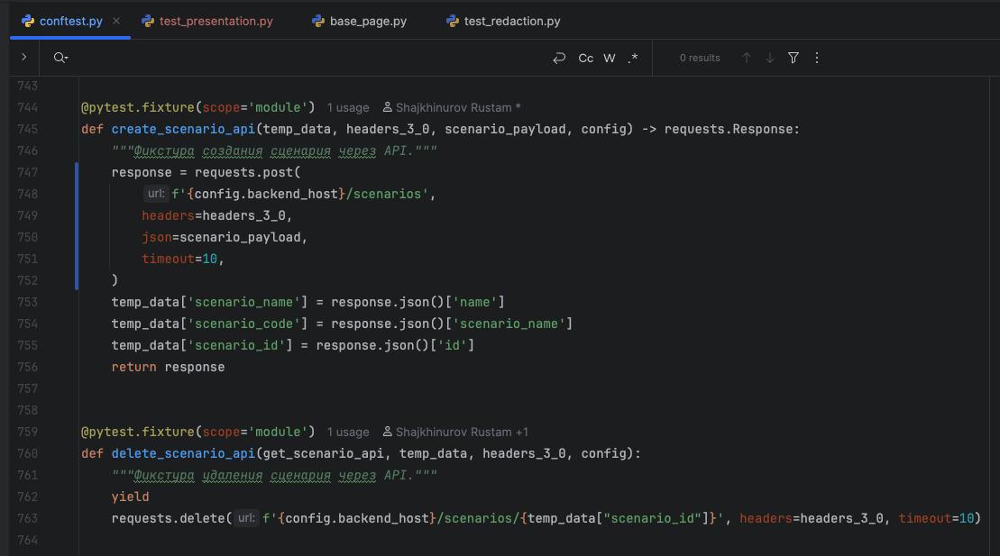 conftest.py
test_presentation.py
base_page.py
test_redaction.py
Cc W .* 0 results
743
744 @pytest.fixture(scope='module') 1 usage Shajkhinurov Rustam *
745 def create_scenario_api(temp_data, headers_3_0, scenario_payload, config) -> requests.Response:
746 """Фикстура создания сценария через API."""
747 response = requests.post(
748 url: f'{config.backend_host}/scenarios',
749 headers=headers_3_0,
750 json=scenario_payload,
751 timeout=10,
752 )
753 temp_data['scenario_name'] = response.json()['name']
754 temp_data['scenario_code'] = response.json()['scenario_name']
755 temp_data['scenario_id'] = response.json()['id']
756 return response
757
758
759 @pytest.fixture(scope='module') 1 usage Shajkhinurov Rustam +1
760 def delete_scenario_api(get_scenario_api, temp_data, headers_3_0, config):
761 """Фикстура удаления сценария через API."""
762 yield
763 requests.delete( url: f'{config.backend_host}/scenarios/{temp_data["scenario_id"]}', headers=headers_3_0, timeout=10)
764